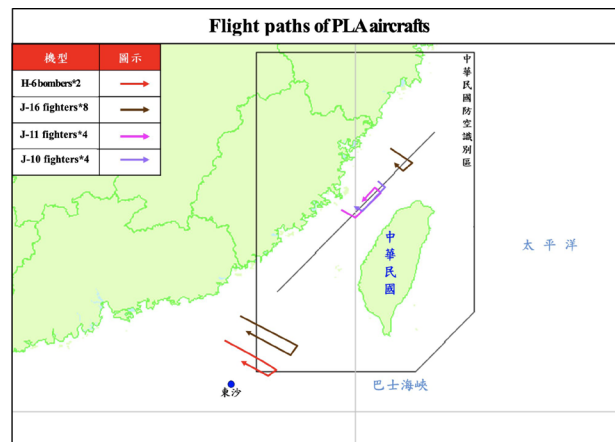 Flight paths of PLA aircrafts
機型 圖示
H-6 bombers*2
J-16 fighters*8
J-11 fighters*4
J-10 fighters*4
中華民國防空識別區
中華民國
太平洋
巴士海峽
東沙